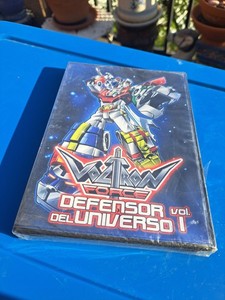 VOLTRON
FORCE
DEFENSOR VOL.
DEL UNIVERSO 1